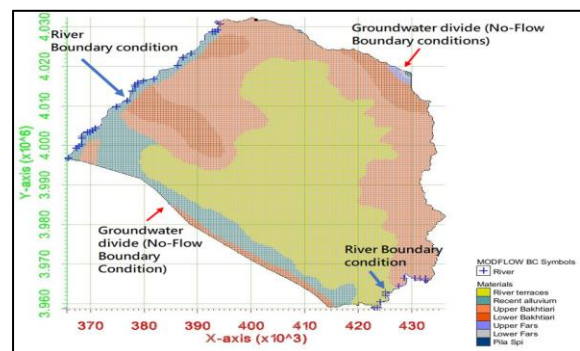 Groundwater divide (No-Flow
Boundary conditions)
River
Boundary condition
4.030
4.020
4.010
4.000
3.990
3.980
3.970
3.960
Y-axis (x10^6)
Groundwater
divide (No-Flow
Boundary
Condition)
River Boundary
condition
370 380 390 400 410 420 430
X-axis (x10^3)
MODFLOW BC Symbols
River
Materials
River terraces
Recent alluvium
Upper Bakhtiari
Lower Bakhtiari
Upper Fars
Lower Fars
Pila Spi